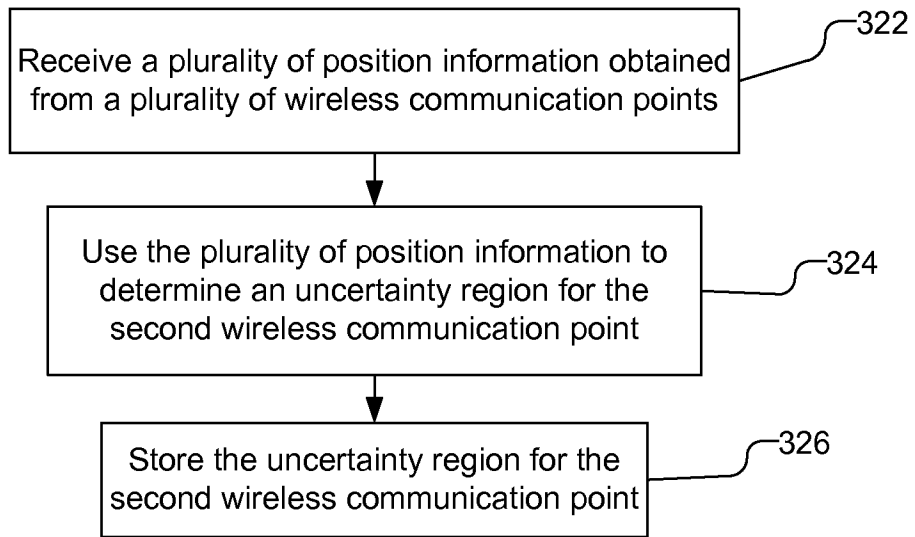 Receive a plurality of position information obtained
from a plurality of wireless communication points
322
Use the plurality of position information to
determine an uncertainty region for the
second wireless communication point
324
Store the uncertainty region for the
second wireless communication point
326